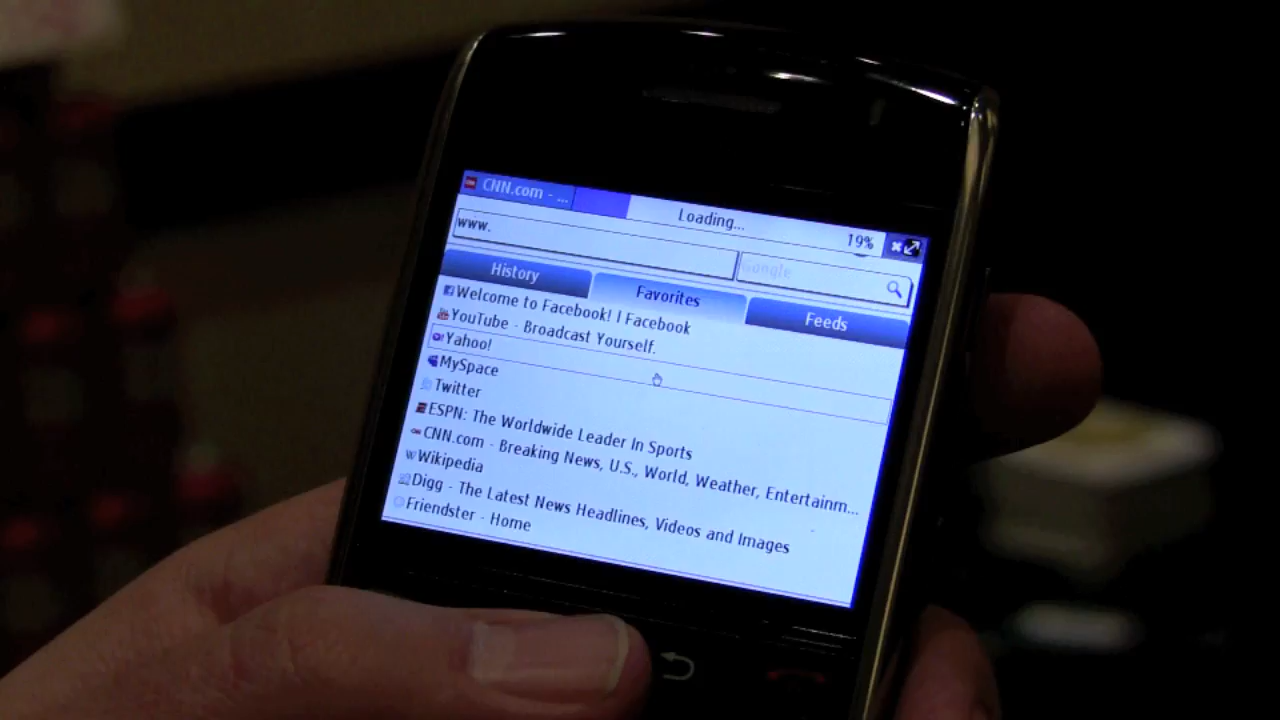 CNN.com - ...
Loading...
19%
www.
Google
History
Favorites
Feeds
Welcome to Facebook! | Facebook
YouTube - Broadcast Yourself.
Yahoo!
MySpace
Twitter
ESPN: The Worldwide Leader In Sports
CNN.com - Breaking News, U.S., World, Weather, Entertainm...
Wikipedia
Digg - The Latest News Headlines, Videos and Images
Friendster - Home